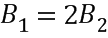 B₁ = 2B₂